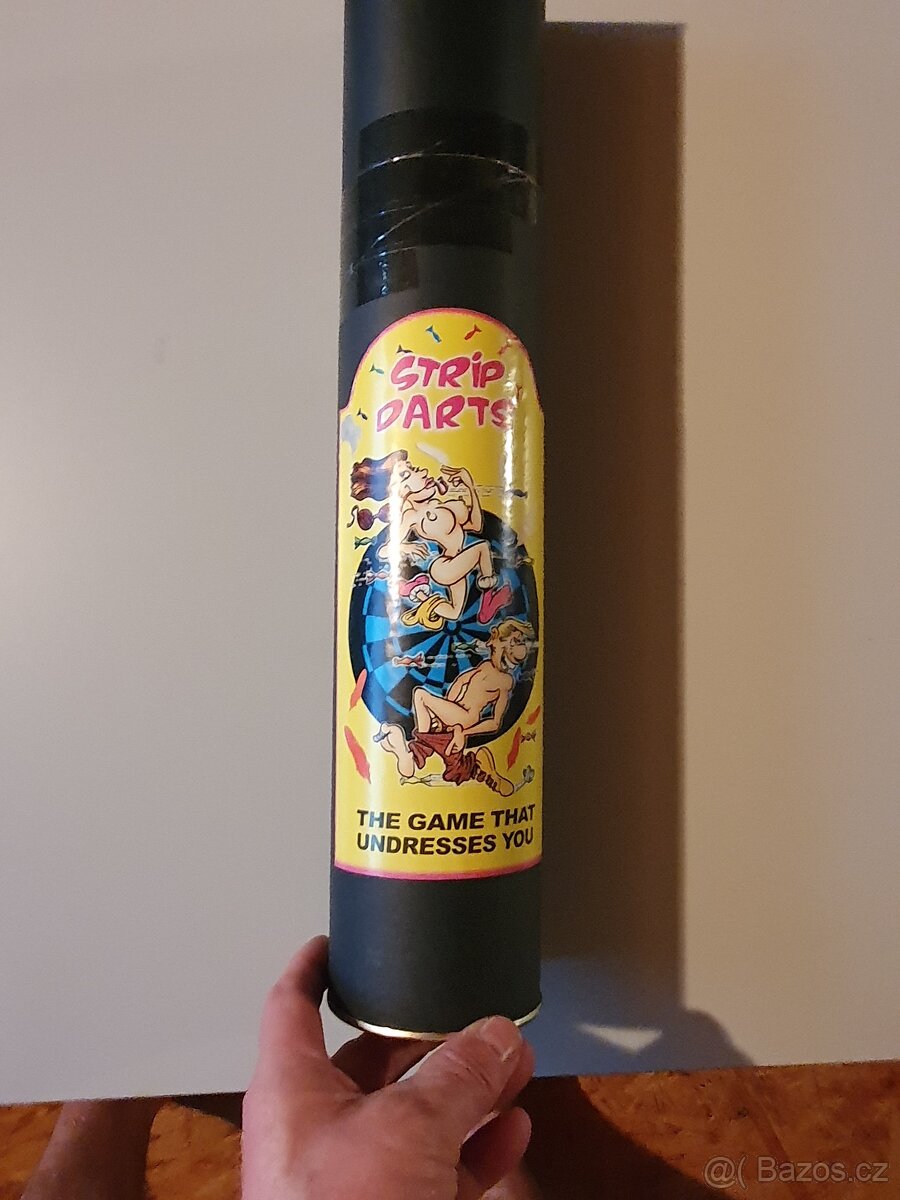 STRIP
DARTS
THE GAME THAT
UNDRESSES YOU
@( Bazos.cz